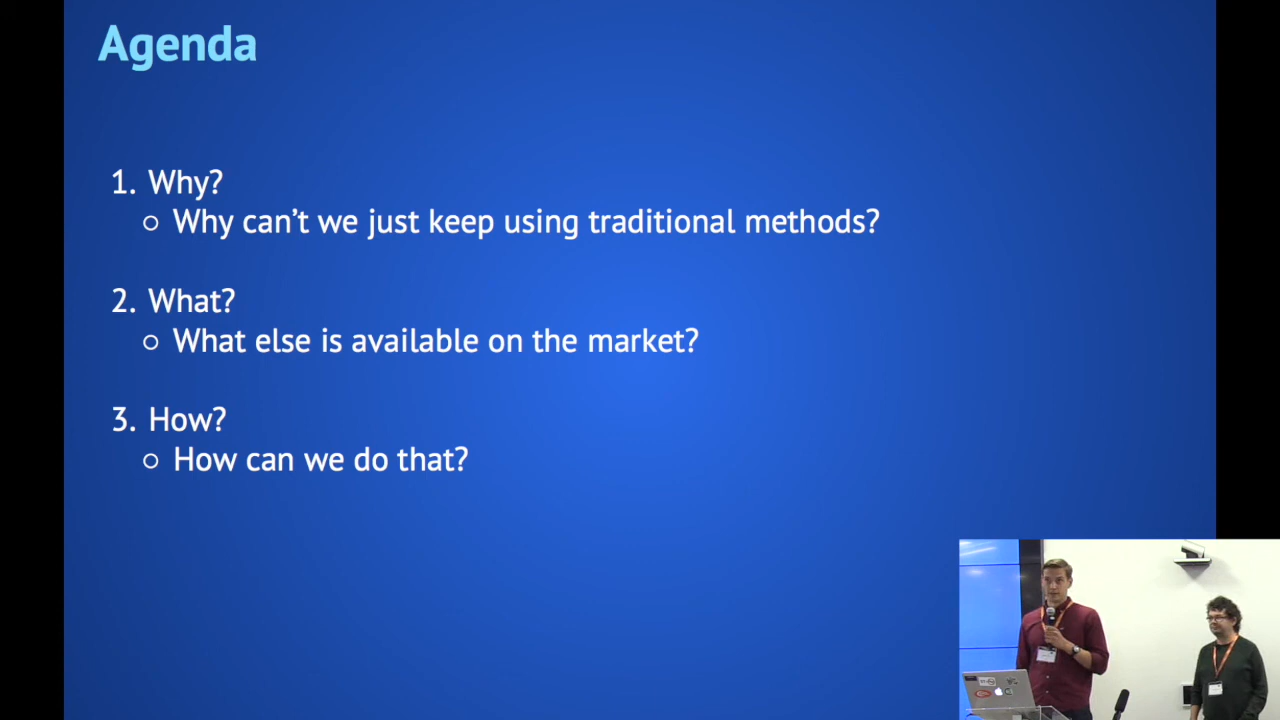 Agenda
1. Why?
○ Why can’t we just keep using traditional methods?
2. What?
○ What else is available on the market?
3. How?
○ How can we do that?